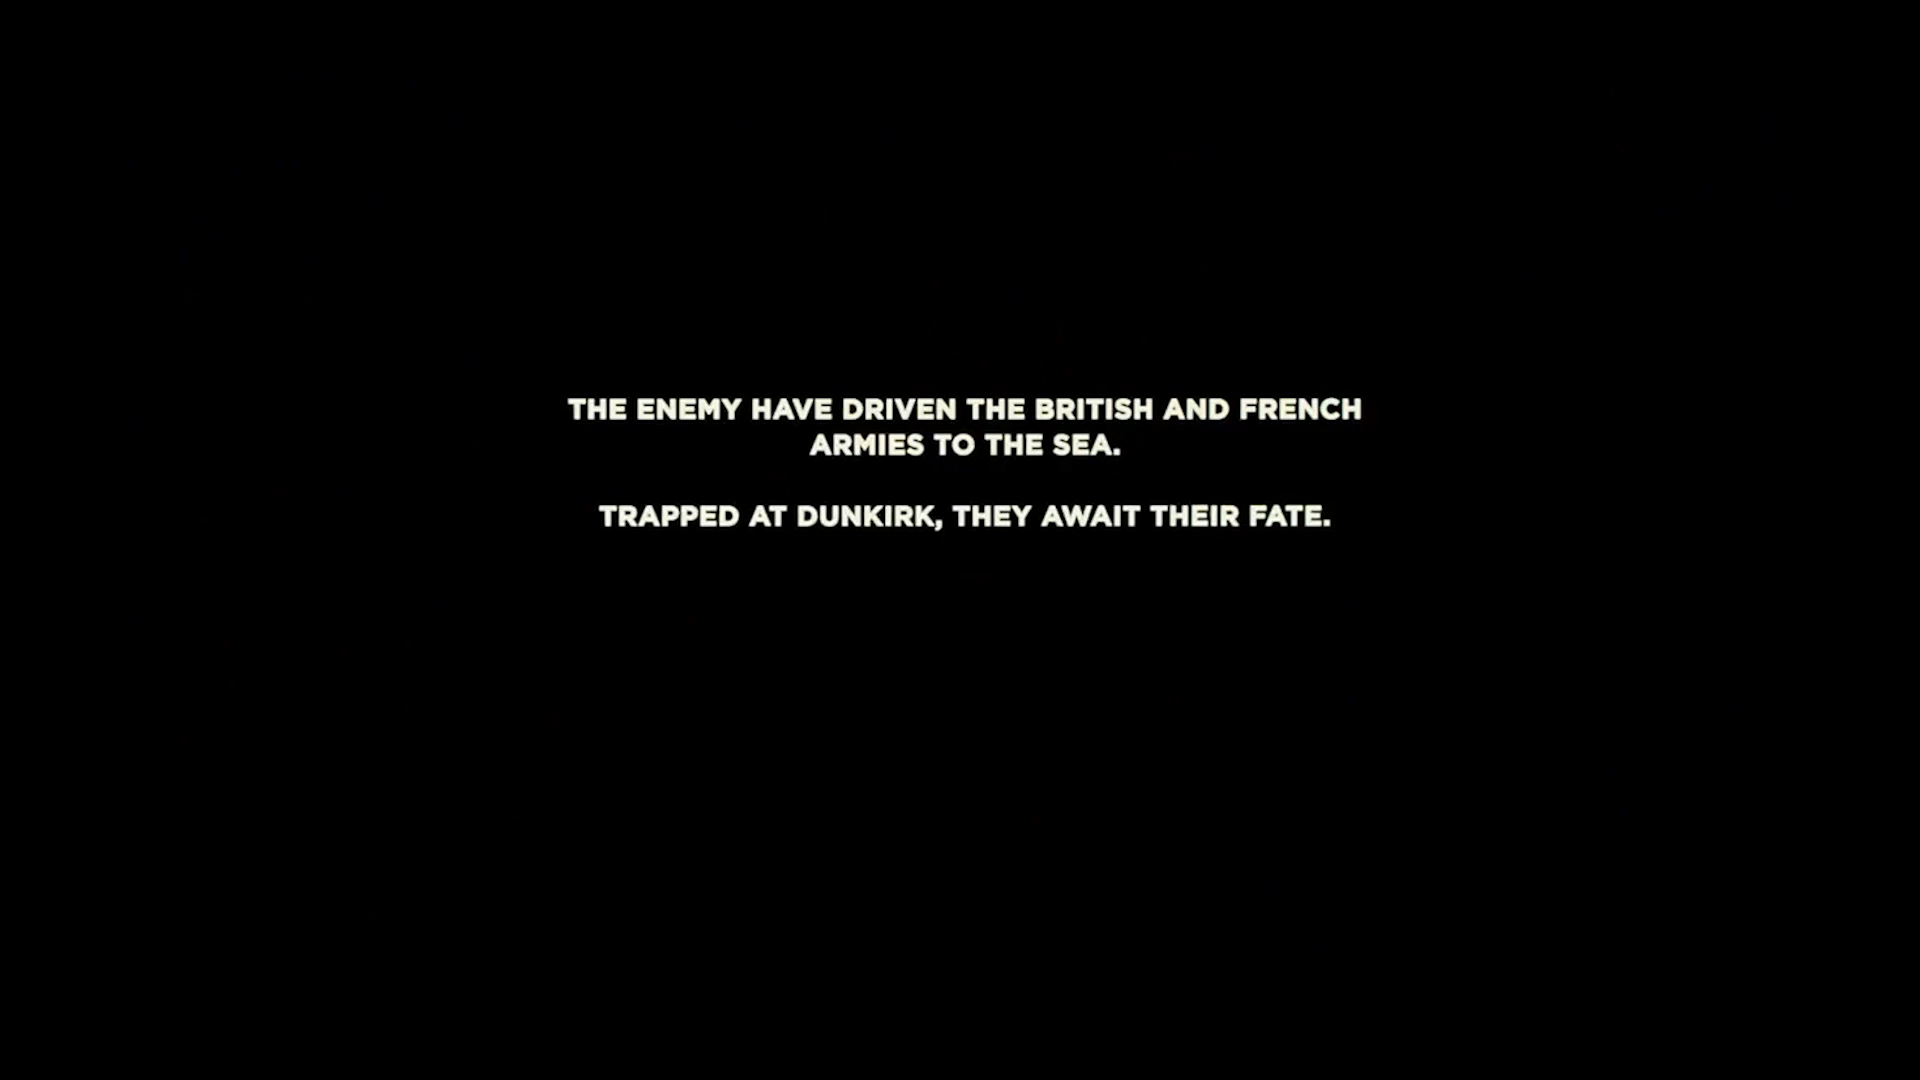 THE ENEMY HAVE DRIVEN THE BRITISH AND FRENCH
ARMIES TO THE SEA.
TRAPPED AT DUNKIRK, THEY AWAIT THEIR FATE.